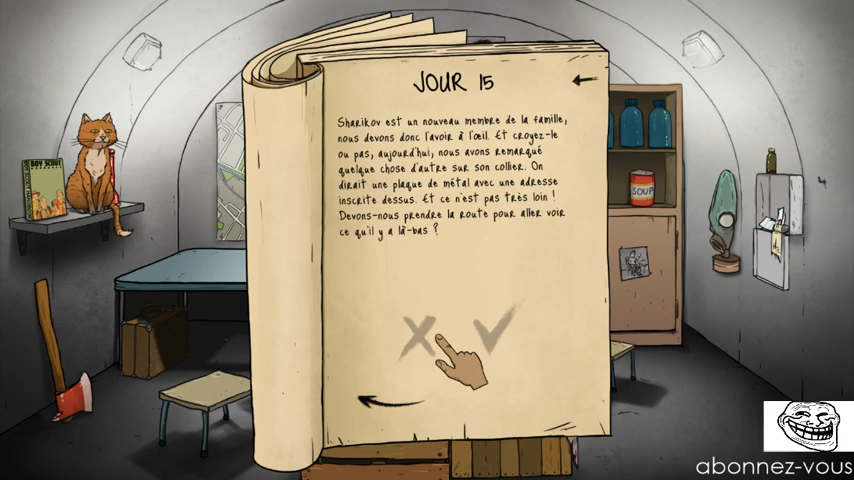 JOUR 15
Sharikov est un nouveau membre de la famille,
nous devons donc l'avoir à l'œil. Et croyez-le
ou pas, aujourd'hui, nous avons remarqué
quelque chose d'autre sur son collier. On
dirait une plaque de métal avec une adresse
inscrite dessus. Et ce n'est pas très loin !
Devons-nous prendre la route pour aller voir
ce qu'il y a là-bas ?
BOY SCOUT
SOUP
abonnez-vous